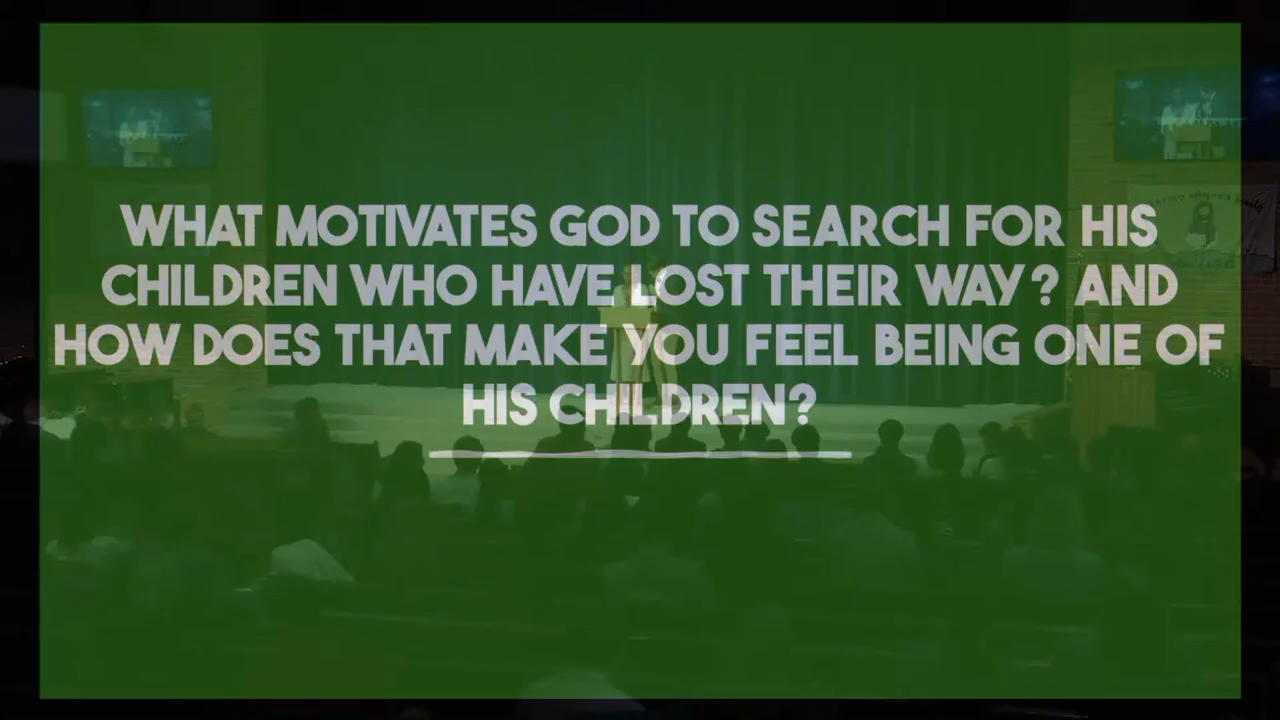 WHAT MOTIVATES GOD TO SEARCH FOR HIS
CHILDREN WHO HAVE LOST THEIR WAY? AND
HOW DOES THAT MAKE YOU FEEL BEING ONE OF
HIS CHILDREN?